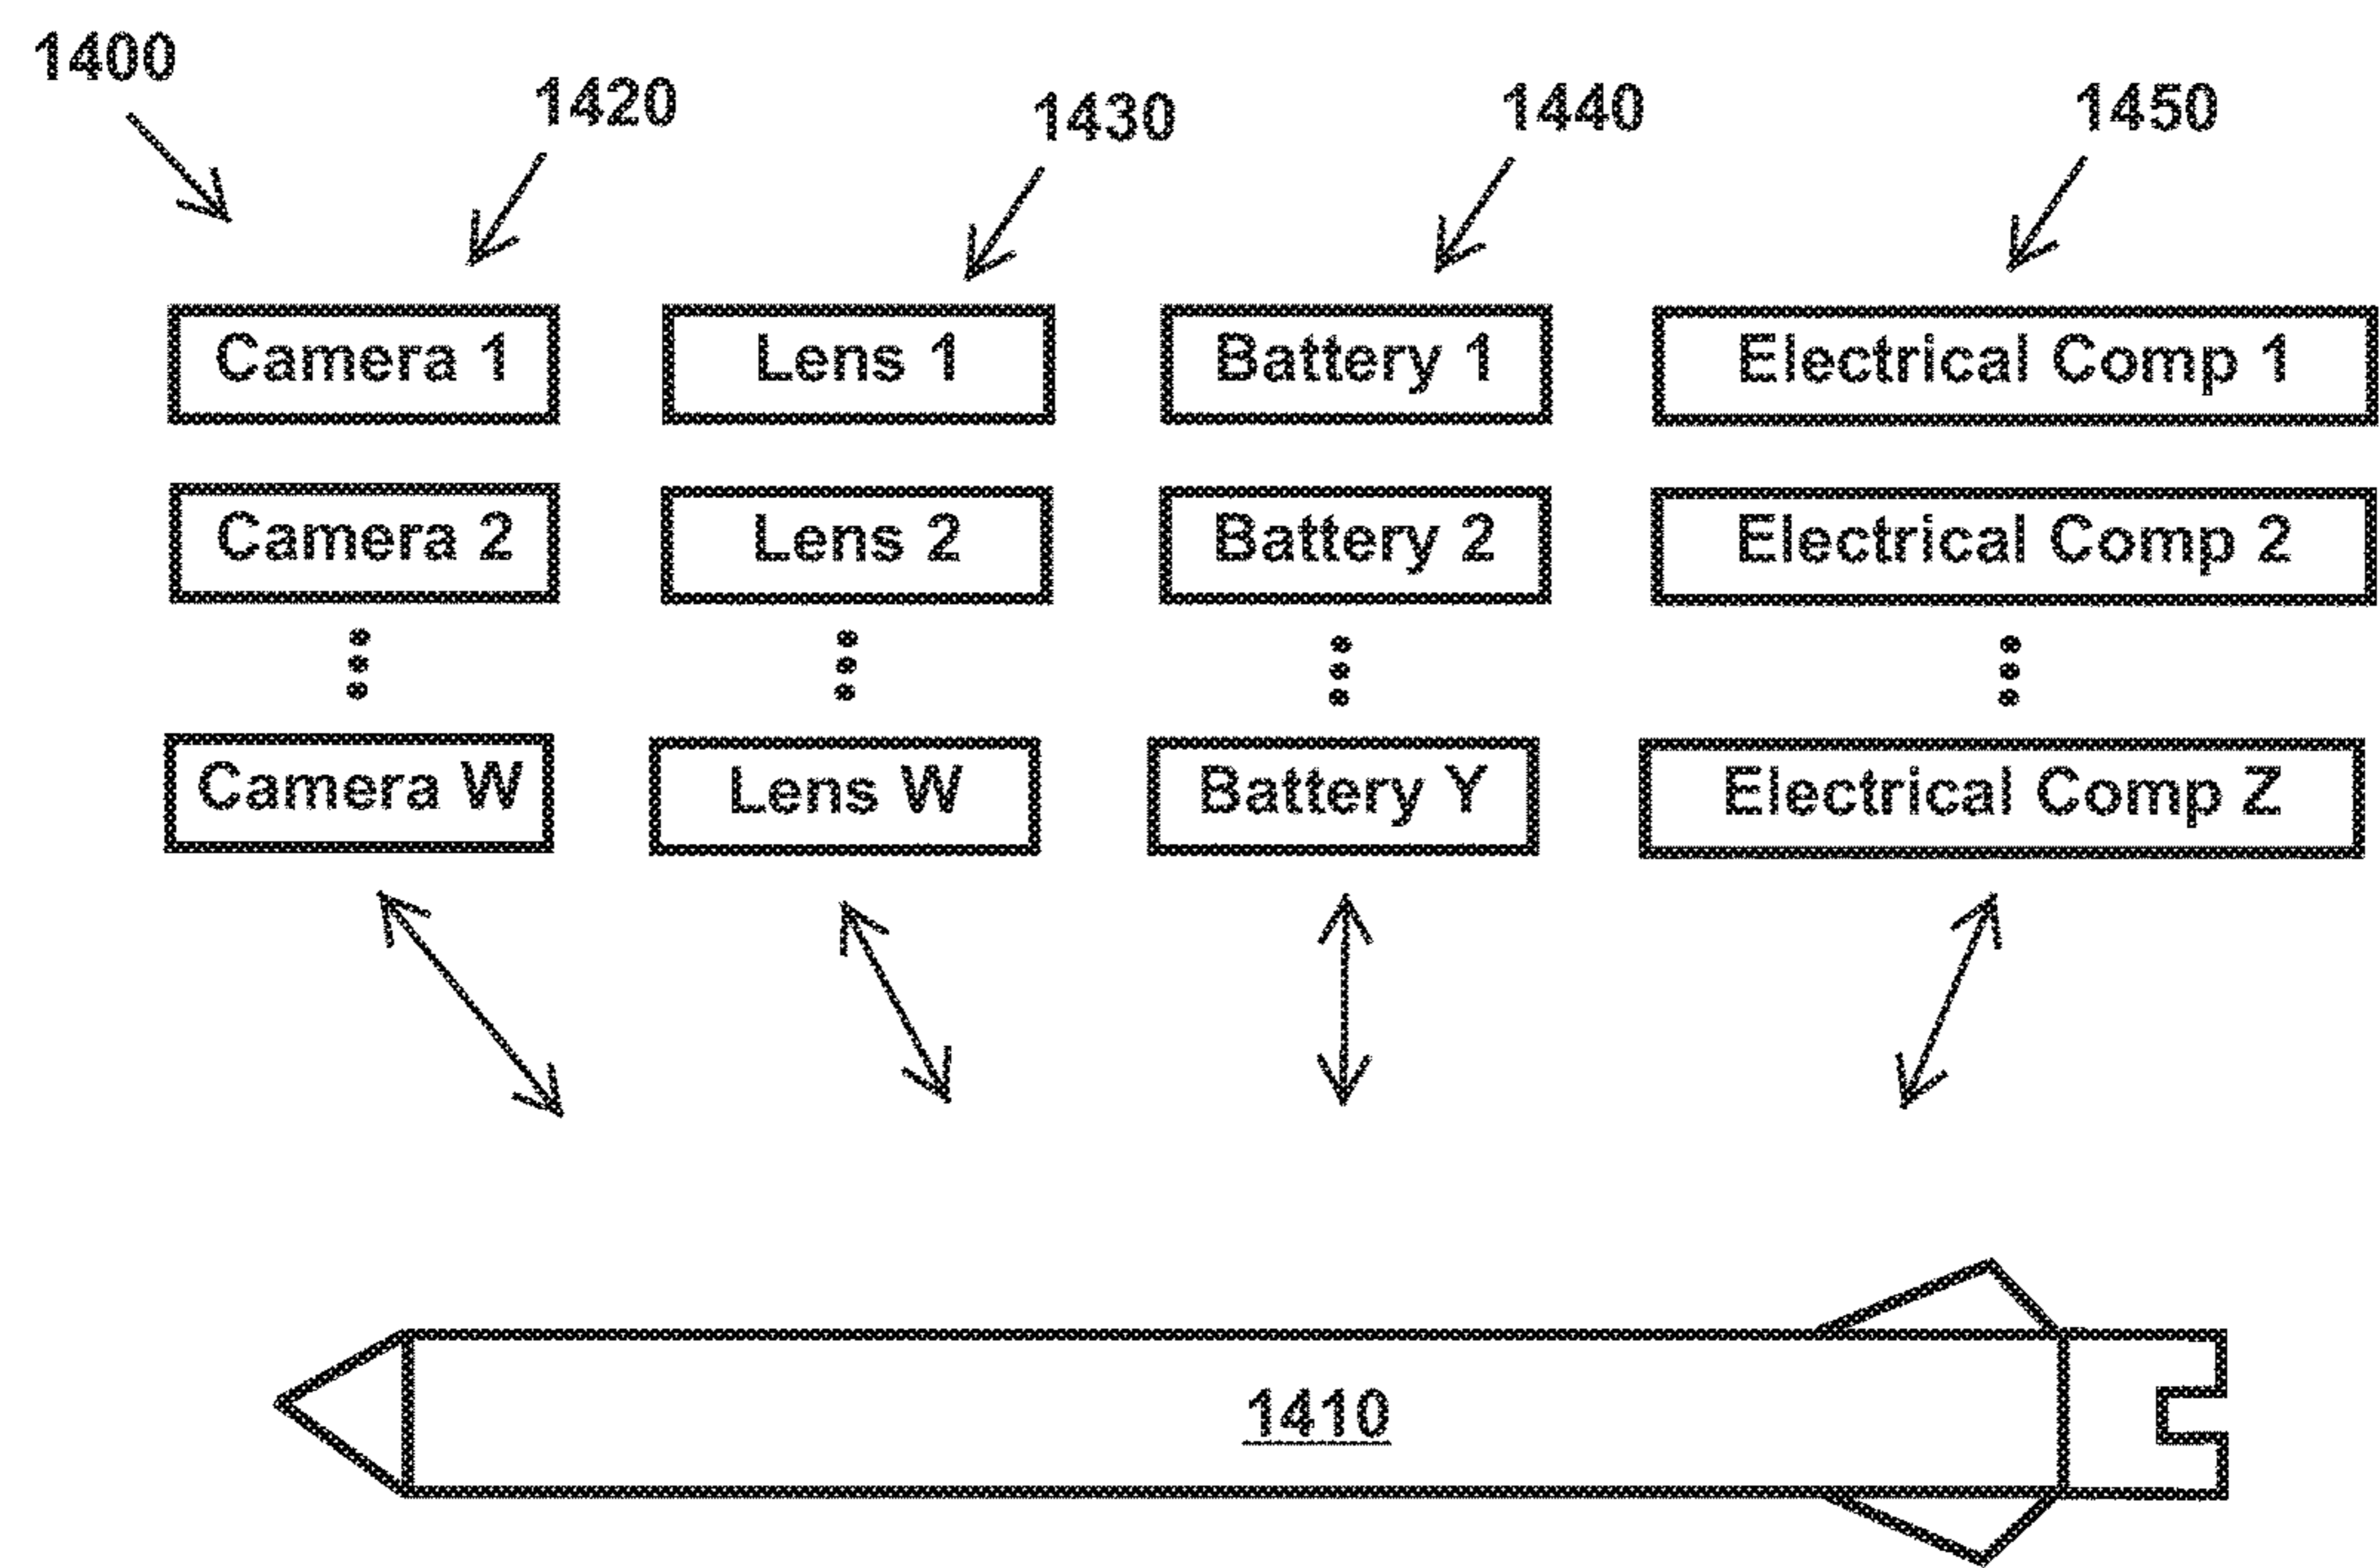 1400
1420
1430
1440
1450
Camera 1
Lens 1
Battery 1
Electrical Comp 1
Camera 2
Lens 2
Battery 2
Electrical Comp 2
Camera W
Lens W
Battery Y
Electrical Comp Z
1410